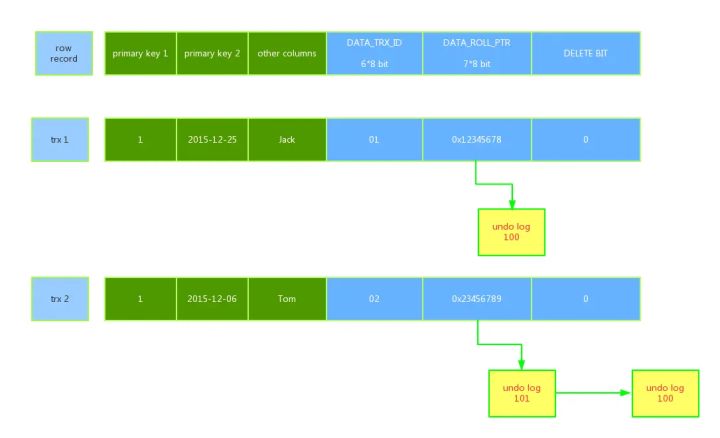 row
record
primary key 1
primary key 2
other columns
DATA_TRX_ID
6*8 bit
DATA_ROLL_PTR
7*8 bit
DELETE BIT
trx 1
1
2015-12-25
Jack
01
0x12345678
0
undo log
100
trx 2
1
2015-12-06
Tom
02
0x23456789
0
undo log
101
undo log
100